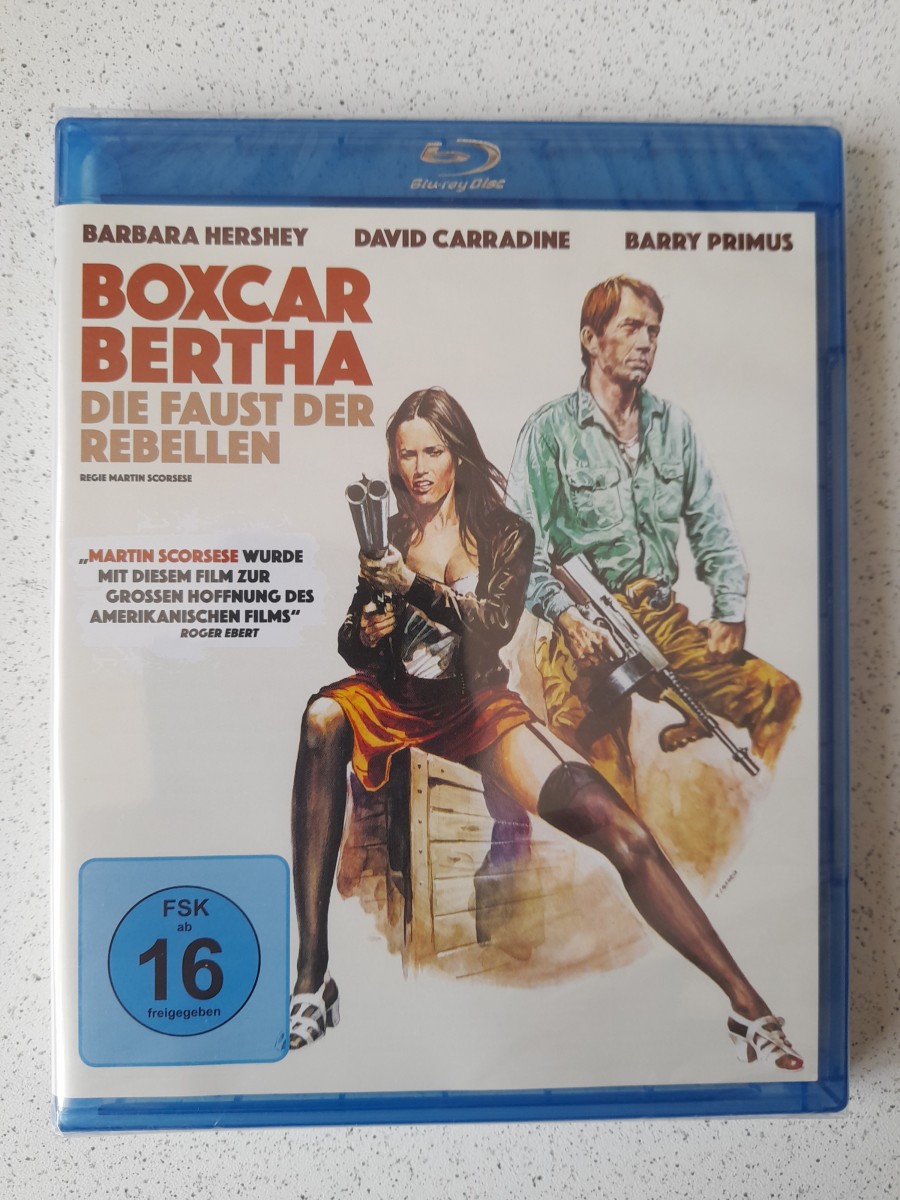 Blu-ray Disc
BARBARA HERSHEY DAVID CARRADINE BARRY PRIMUS
BOXCAR
BERTHA
DIE FAUST DER
REBELLEN
REGIE MARTIN SCORSESE
„MARTIN SCORSESE WURDE
MIT DIESEM FILM ZUR
GROSSEN HOFFNUNG DES
AMERIKANISCHEN FILMS“
ROGER EBERT
FSK
ab
16
freigegeben